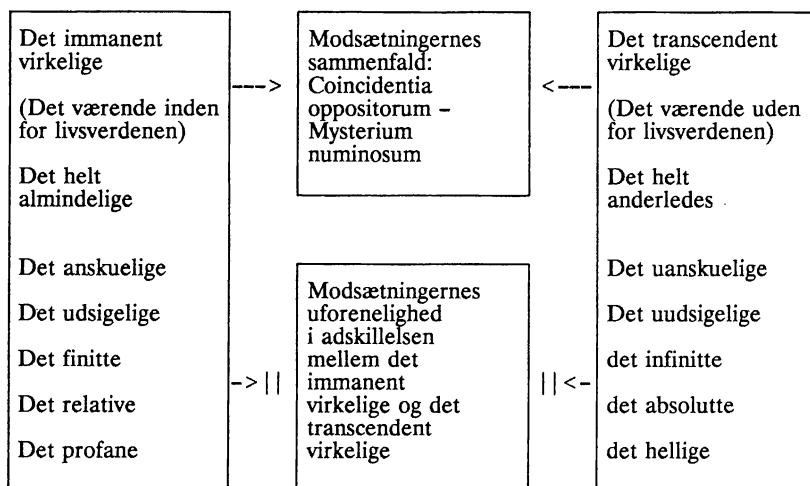 Det immanent
virkelige
(Det værende inden
for livsverdenen)
Det helt
almindelige
Det anskuelige
Det udsigelige
Det finitte
Det relative
Det profane
--->
->||
Modsætningernes
sammenfald:
Coincidentia
oppositorum –
Mysterium
numinosum
Modsætningernes
uforenelighed
i adskillelsen
mellem det
immanent
virkelige og det
transcendent
virkelige
<---
||<-
Det transcendent
virkelige
(Det værende uden
for livsverdenen)
Det helt
anderledes
Det uanskuelige
Det uudsigelige
det infinitte
det absolutte
det hellige